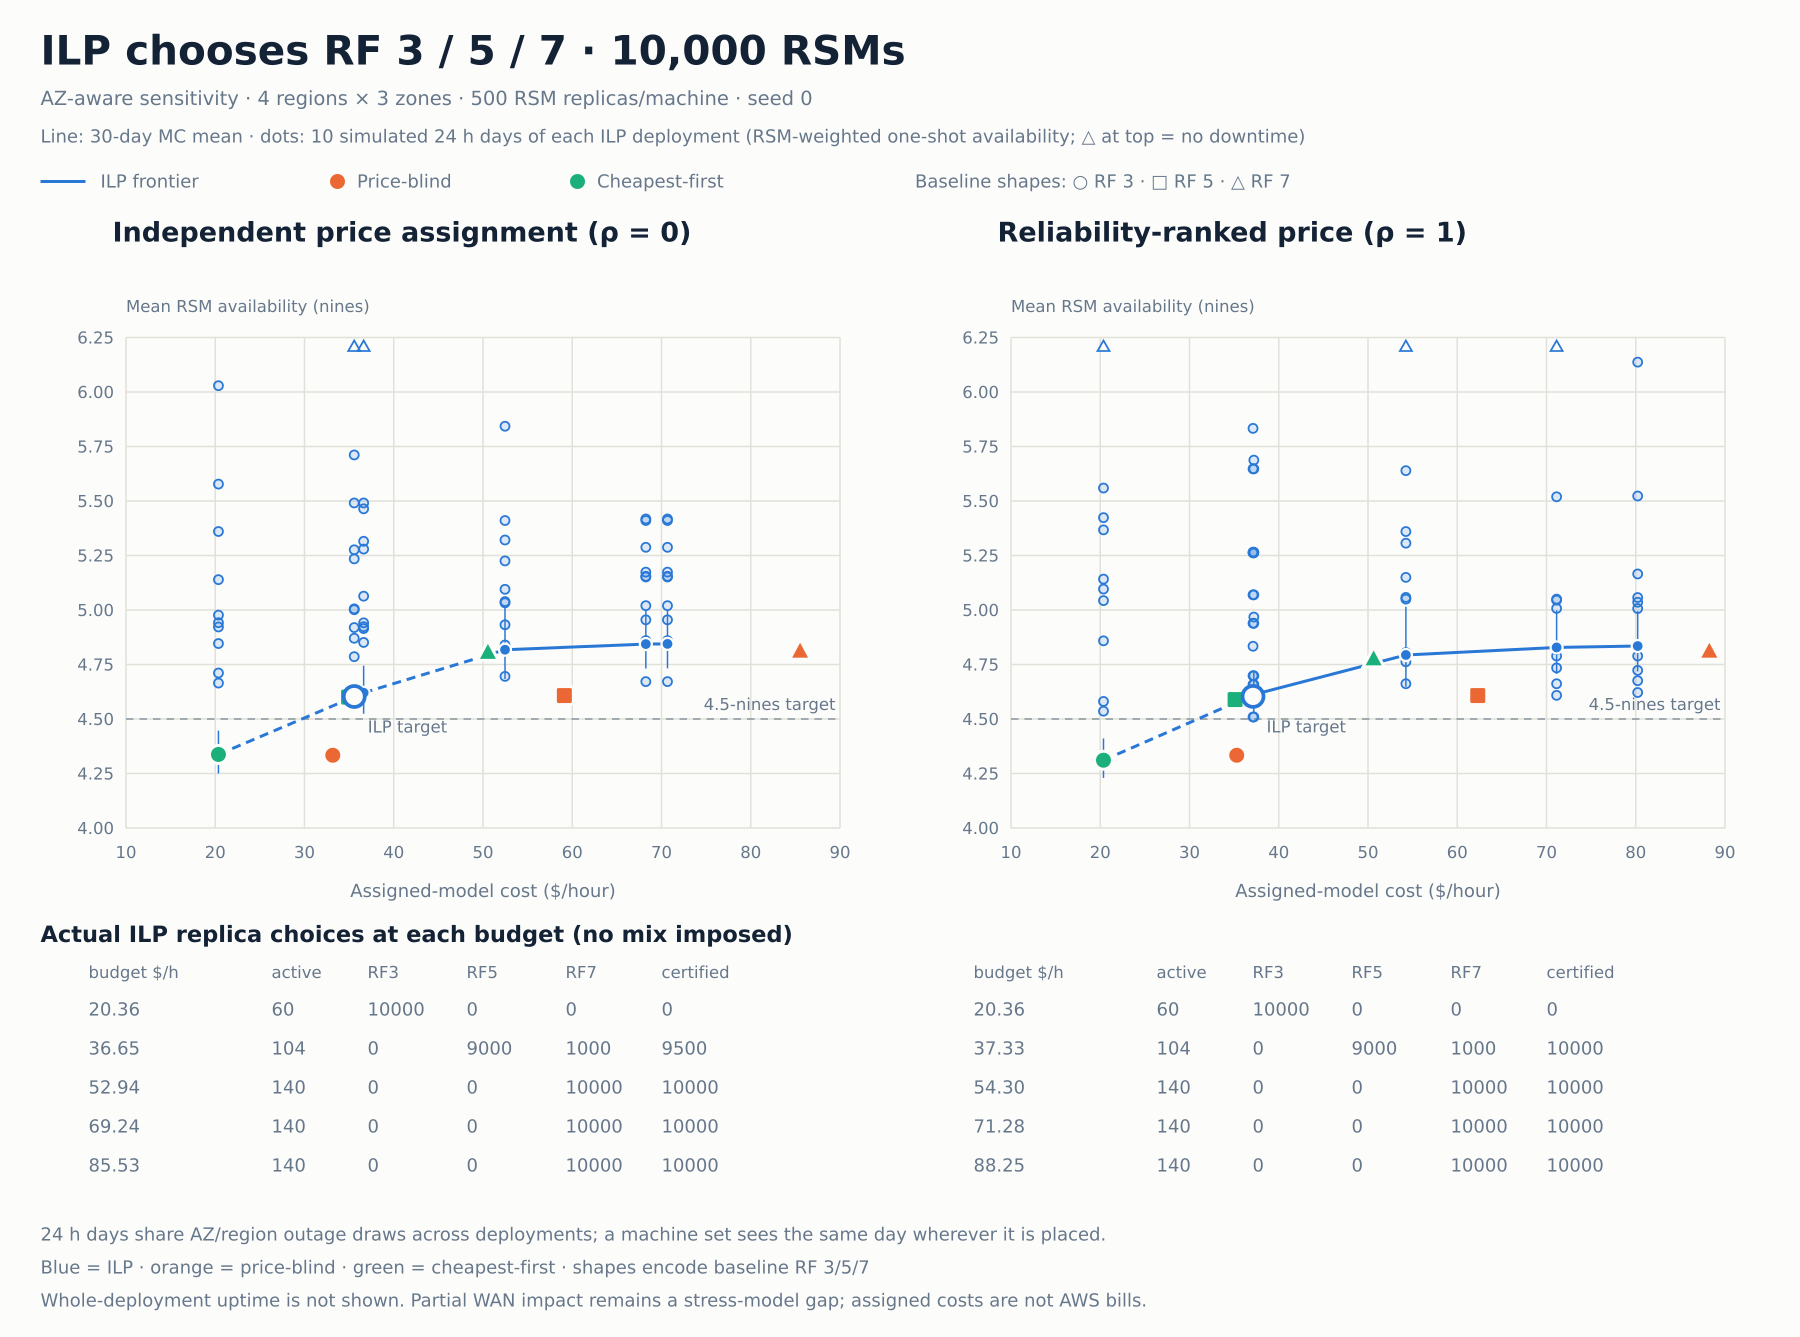 ILP chooses RF 3 / 5 / 7 · 10,000 RSMs
AZ-aware sensitivity · 4 regions × 3 zones · 500 RSM replicas/machine · seed 0
Line: 30-day MC mean · dots: 10 simulated 24 h days of each ILP deployment (RSM-weighted one-shot availability; △ at top = no downtime)
ILP frontier Price-blind Cheapest-first Baseline shapes: ○ RF 3 · □ RF 5 · △ RF 7
Independent price assignment (ρ = 0)
Mean RSM availability (nines)
6.25
6.00
5.75
5.50
5.25
5.00
4.75
4.50
4.25
4.00
4.5-nines target
ILP target
10 20 30 40 50 60 70 80 90
Assigned-model cost ($/hour)
Reliability-ranked price (ρ = 1)
Mean RSM availability (nines)
6.25
6.00
5.75
5.50
5.25
5.00
4.75
4.50
4.25
4.00
4.5-nines target
ILP target
10 20 30 40 50 60 70 80 90
Assigned-model cost ($/hour)
Actual ILP replica choices at each budget (no mix imposed)
budget $/h active RF3 RF5 RF7 certified
20.36 60 10000 0 0 0
36.65 104 0 9000 1000 9500
52.94 140 0 0 10000 10000
69.24 140 0 0 10000 10000
85.53 140 0 0 10000 10000
budget $/h active RF3 RF5 RF7 certified
20.36 60 10000 0 0 0
37.33 104 0 9000 1000 10000
54.30 140 0 0 10000 10000
71.28 140 0 0 10000 10000
88.25 140 0 0 10000 10000
24 h days share AZ/region outage draws across deployments; a machine set sees the same day wherever it is placed.
Blue = ILP · orange = price-blind · green = cheapest-first · shapes encode baseline RF 3/5/7
Whole-deployment uptime is not shown. Partial WAN impact remains a stress-model gap; assigned costs are not AWS bills.